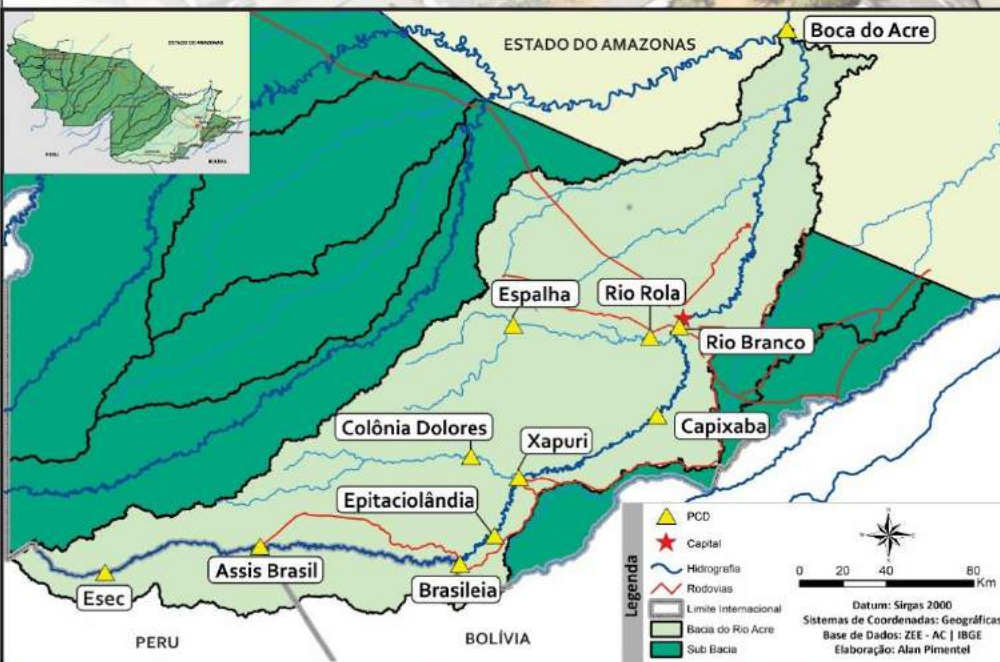 ESTADO DO AMAZONAS
PERU
BOLÍVIA
ESTADO DO AMAZONAS
Boca do Acre
Espalha
Rio Rola
Rio Branco
Capixaba
Colônia Dolores
Xapuri
Epitaciolândia
Assis Brasil
Brasileia
Esec
PERU
BOLÍVIA
Legenda
PCD
Capital
Hidrografia
Rodovias
Limite Internacional
Bacia do Rio Acre
Sub Bacia
0 20 40 80
Km
Datum: Sirgas 2000
Sistemas de Coordenadas: Geográficas
Base de Dados: ZEE - AC | IBGE
Elaboração: Alan Pimentel